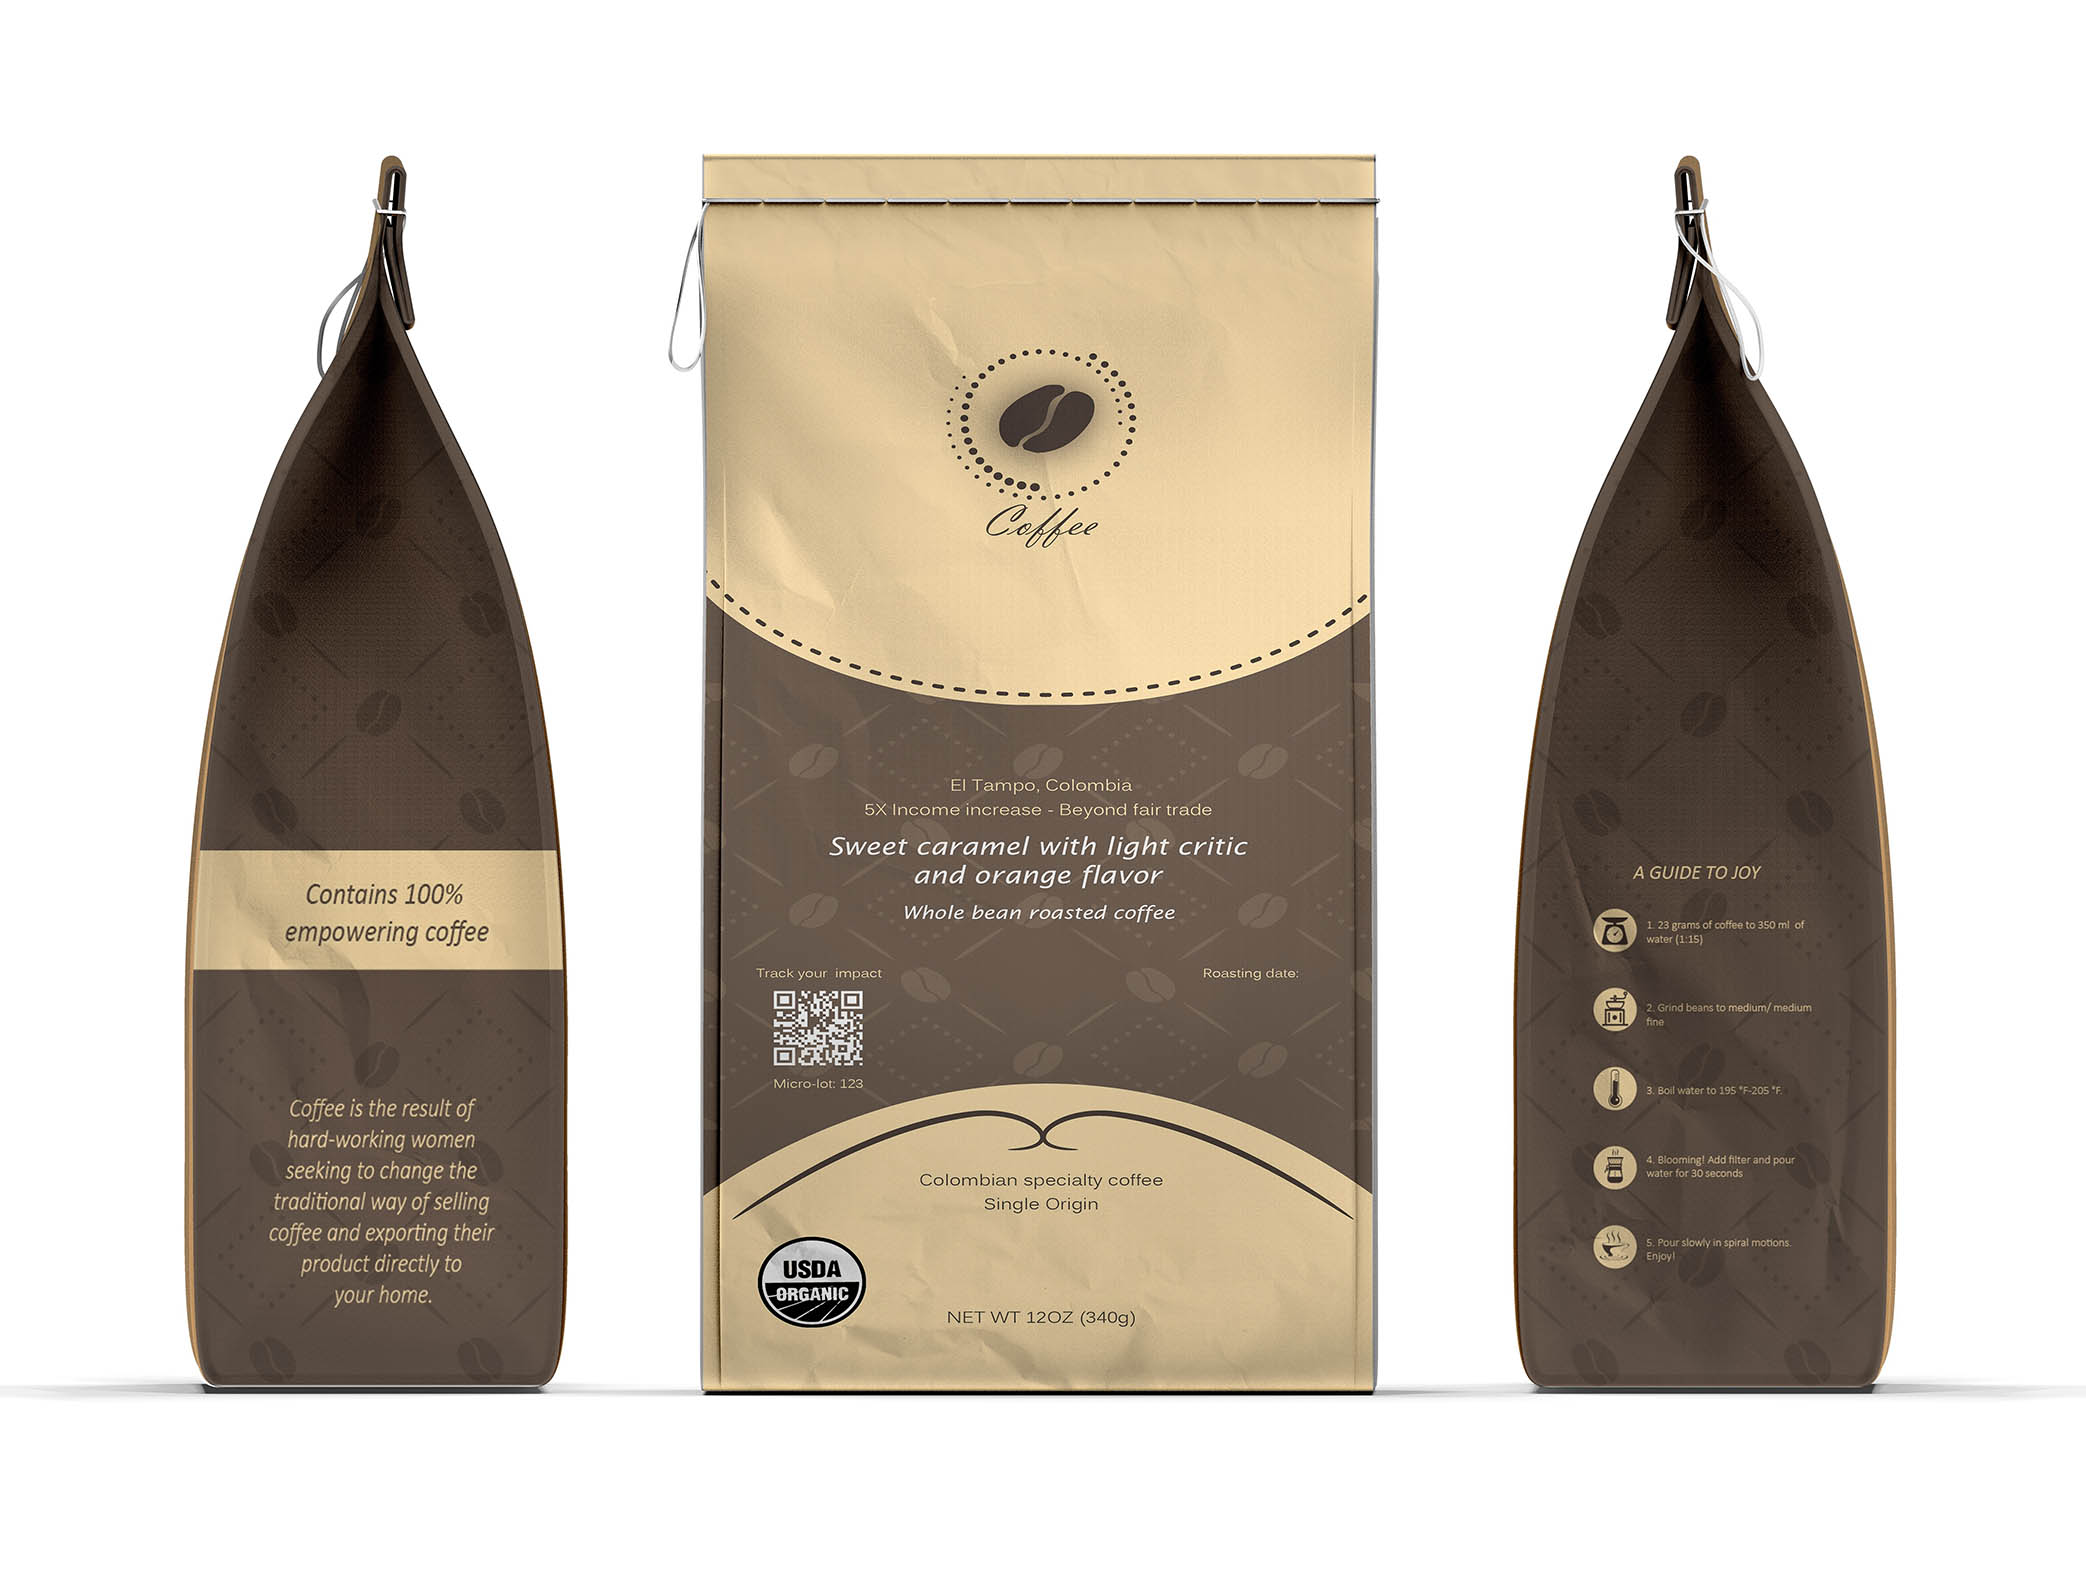 Contains 100%
empowering coffee
Coffee is the result of
hard-working women
seeking to change the
traditional way of selling
coffee and exporting their
product directly to
your home.
Coffee
El Tampo, Colombia
5X Income increase - Beyond fair trade
Sweet caramel with light critic
and orange flavor
Whole bean roasted coffee
Track your impact
Roasting date:
Micro-lot: 123
Colombian specialty coffee
Single Origin
USDA
ORGANIC
NET WT 12OZ (340g)
A GUIDE TO JOY
1. 23 grams of coffee to 350 ml of
water (1:15)
2. Grind beans to medium/ medium
fine
3. Boil water to 195 °F-205 °F.
4. Blooming! Add filter and pour
water for 30 seconds
5. Pour slowly in spiral motions.
Enjoy!